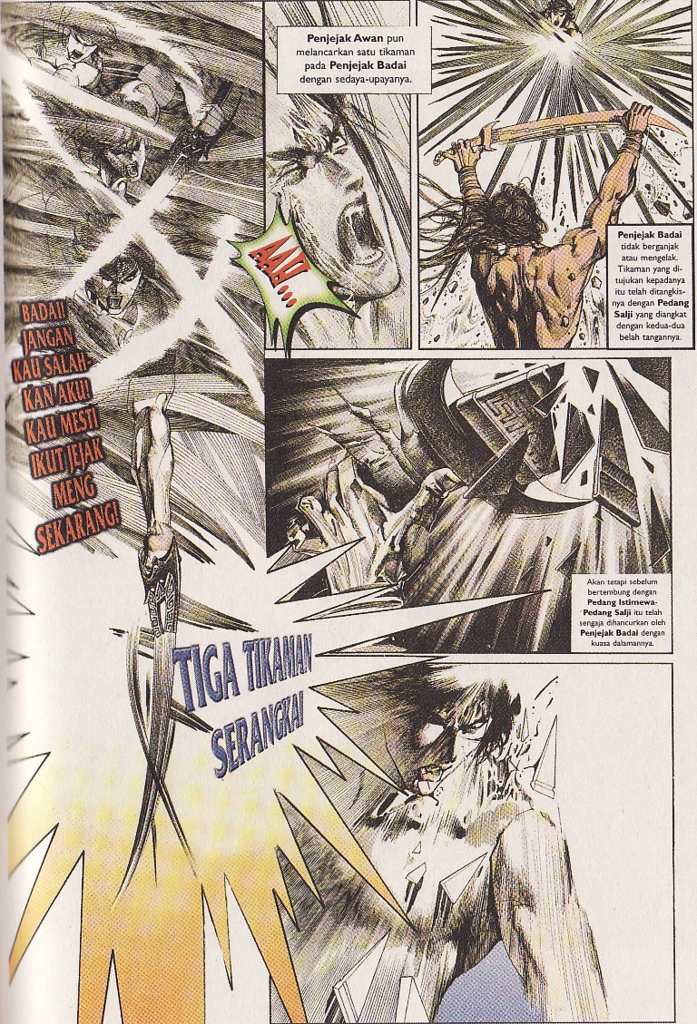 BADAI!
JANGAN
KAU SALAH-
KAN AKU!
KAU MESTI
IKUT JEJAK
MENG
SEKARANG!
TIGA TIKAMAN
SERANGKAI
Penjejak Awan pun
melancarkan satu tikaman
pada Penjejak Badai
dengan sedaya-upayanya.
AAH...
Penjejak Badai
tidak berganjak
atau mengelak.
Tikaman yang di-
tujukan kepadanya
itu telah ditangkis-
nya dengan Pedang
Salji yang diangkat
dengan kedua-dua
belah tangannya.
Akan tetapi sebelum
bertembung dengan
Pedang Istimewa-
Pedang Salji itu telah
sengaja dihancurkan oleh
Penjejak Badai dengan
kuasa dalamannya.